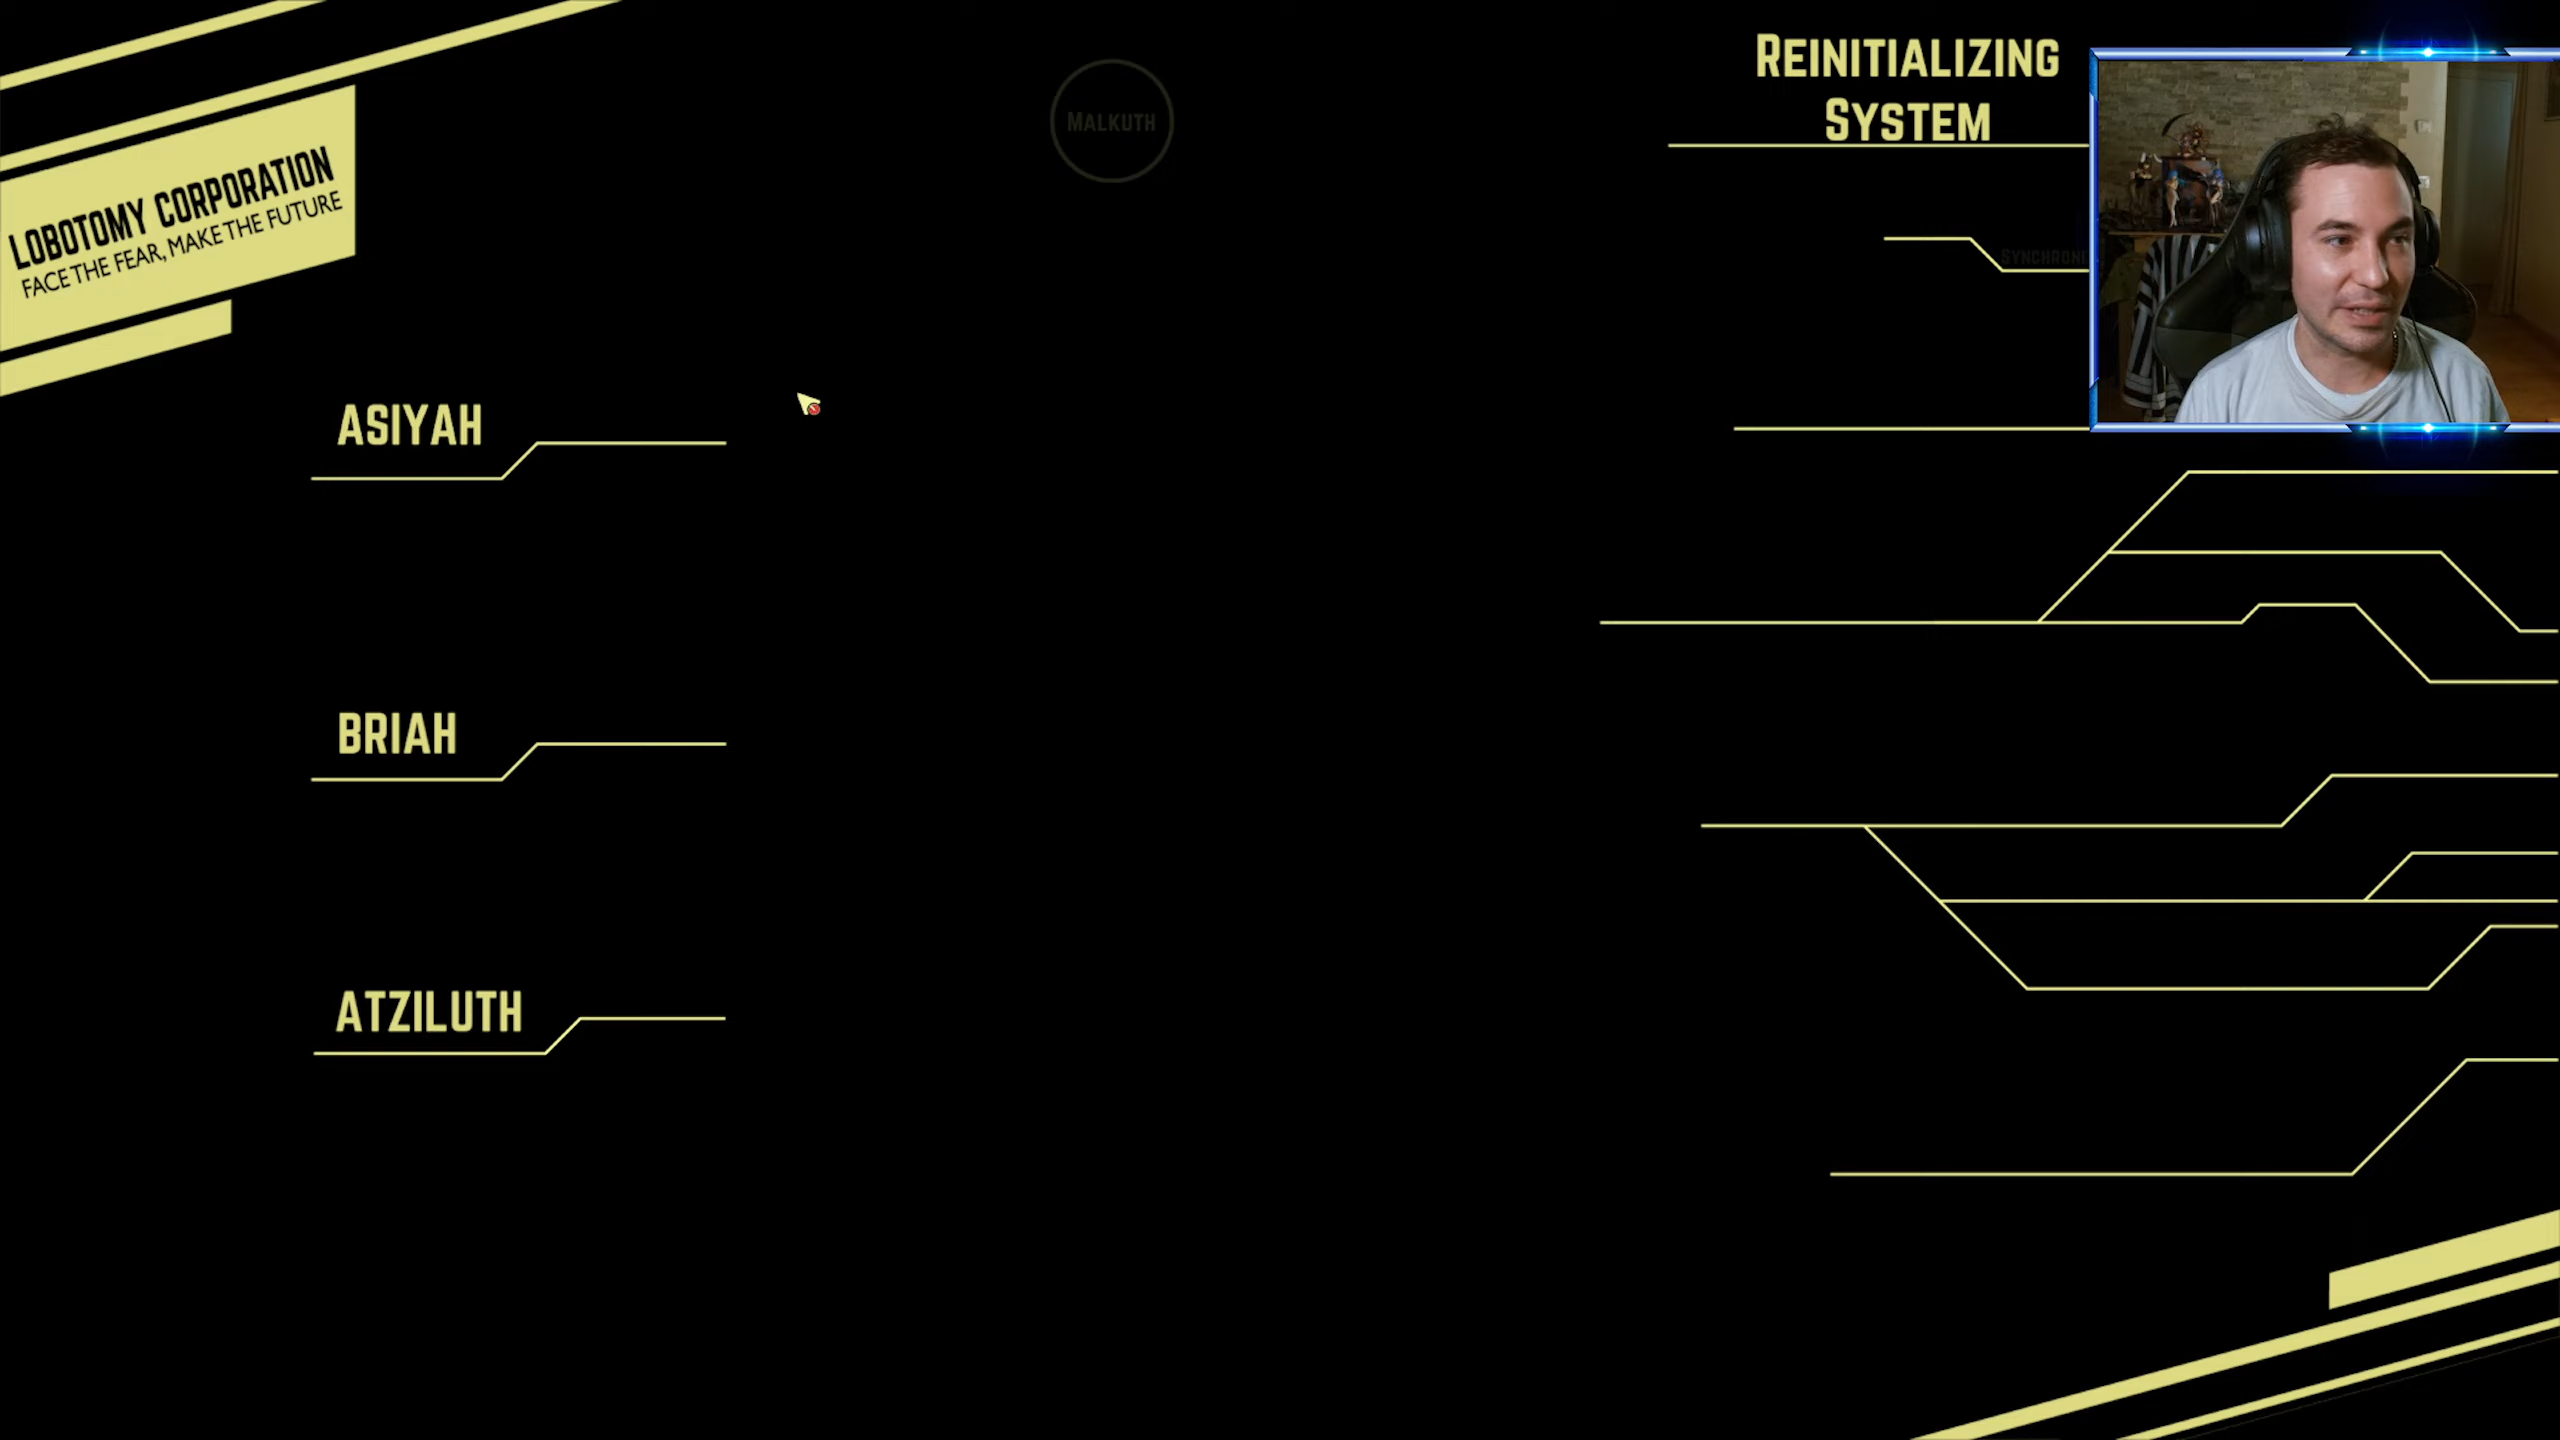 LOBOTOMY CORPORATION
FACE THE FEAR, MAKE THE FUTURE
MALKUTH
REINITIALIZING
SYSTEM
ASIYAH
BRIAH
ATZILUTH